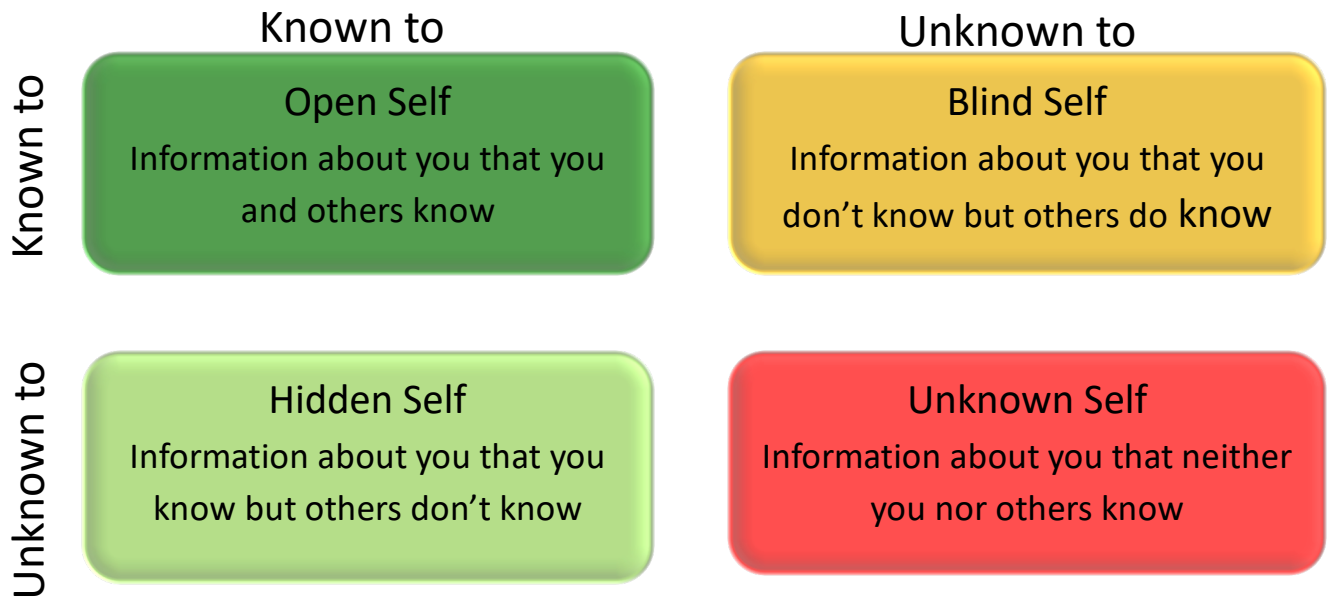 Known to
Unknown to
Known to
Open Self
Information about you that you
and others know
Blind Self
Information about you that you
don’t know but others do know
Unknown to
Hidden Self
Information about you that you
know but others don’t know
Unknown Self
Information about you that neither
you nor others know